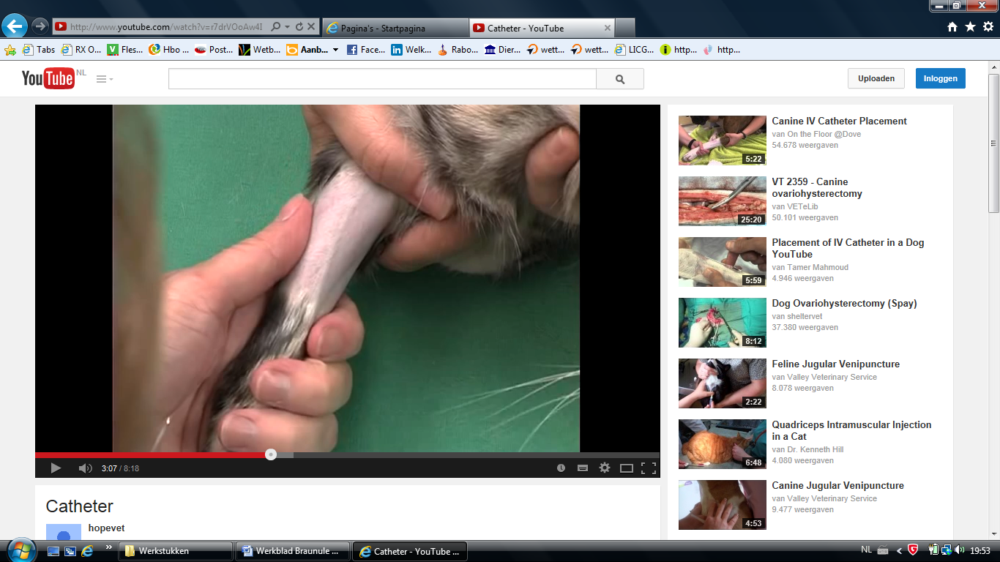 http://www.youtube.com/watch?v=r7drVOoAw4I
Pagina's - Startpagina
Catheter - YouTube
Tabs
RX O...
Fles...
Hbo ...
Post...
Wetb...
Aanb...
Face...
Welk...
Rabo...
Dier...
wett...
wett...
LICG...
http...
http...
YouTube NL
Uploaden
Inloggen
Canine IV Catheter Placement
van On the Floor @Dove
54.678 weergaven
5:22
VT 2359 - Canine
ovariohysterectomy
van VETeLib
50.101 weergaven
25:20
Placement of IV Catheter in a Dog
YouTube
van Tamer Mahmoud
4.946 weergaven
5:59
Dog Ovariohysterectomy (Spay)
van sheltervet
37.380 weergaven
8:12
Feline Jugular Venipuncture
van Valley Veterinary Service
8.078 weergaven
2:22
Quadriceps Intramuscular Injection
in a Cat
van Dr. Kenneth Hill
4.080 weergaven
6:48
Canine Jugular Venipuncture
van Valley Veterinary Service
9.477 weergaven
4:53
3:07 / 8:18
Catheter
hopevet
Werkstukken
Werkblad Braunule ...
Catheter - YouTube ...
NL
19:53